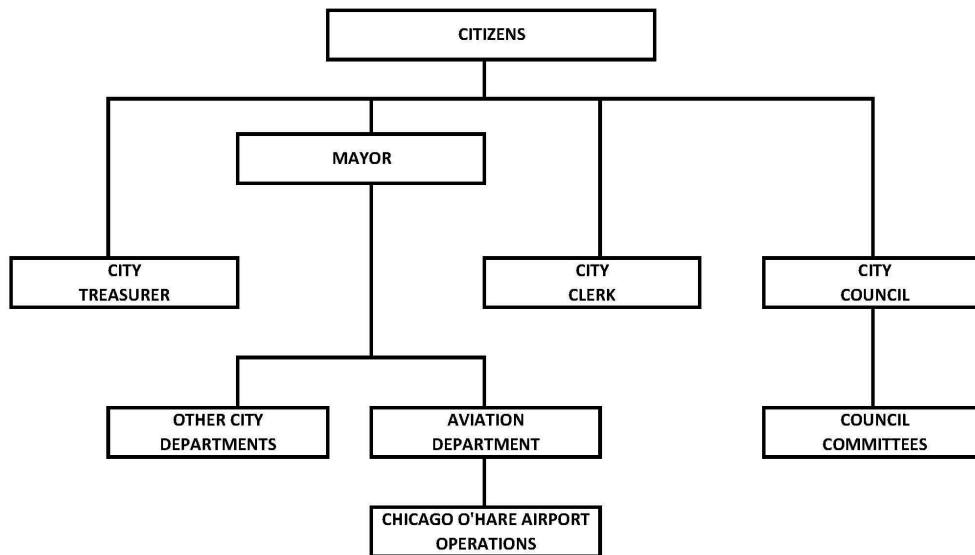 CITIZENS
MAYOR
CITY
TREASURER
CITY
CLERK
CITY
COUNCIL
OTHER CITY
DEPARTMENTS
AVIATION
DEPARTMENT
COUNCIL
COMMITTEES
CHICAGO O'HARE AIRPORT
OPERATIONS